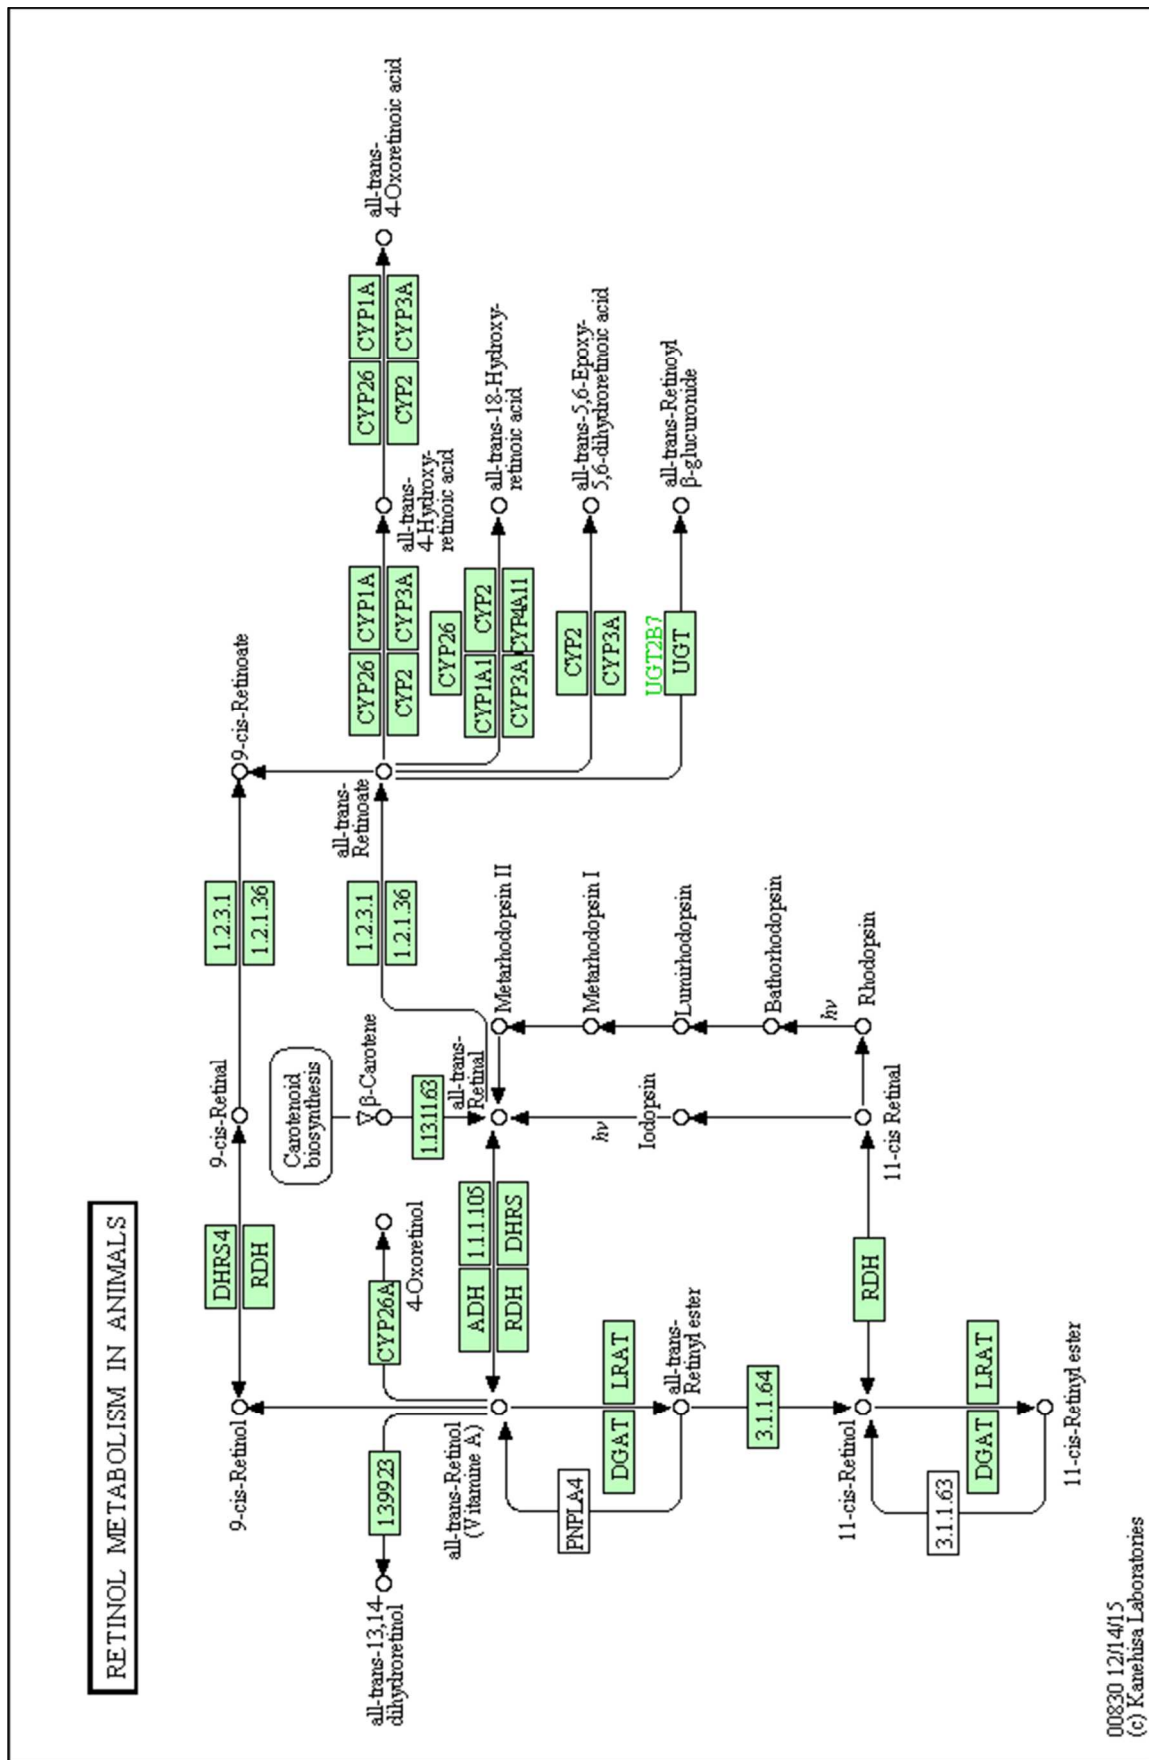 RETINOL METABOLISM IN ANIMALS
9-cis-Retinol
DHRS4
RDH
9-cis-Retinal
1.2.3.1
1.2.1.36
9-cis-Retinoate
Carotenoid
biosynthesis
β-Carotene
1.13.11.63
all-trans-
Retinal
all-trans-13,14-
dihydroretinol
139923
CYP26A
4-Oxoretinol
all-trans-Retinol
(Vitamine A)
ADH
1.1.1.105
RDH
DHRS
1.2.3.1
1.2.1.36
all-trans-
Retinoate
CYP26
CYP1A
CYP2
CYP3A
all-trans-
4-Hydroxy-
retinoic acid
CYP26
CYP1A
CYP2
CYP3A
all-trans-
4-Oxoretinoic acid
CYP26
CYP1A1
CYP2
CYP3A
CYP4A11
all-trans-18-Hydroxy-
retinoic acid
CYP2
CYP3A
all-trans-5,6-Epoxy-
5,6-dihydroretinoic acid
UGT2B7
UGT
all-trans-Retinoyl
β-glucuronide
PNPLA4
DGAT
LRAT
all-trans-
Retinyl ester
hν
Iodopsin
Metarhodopsin II
Metarhodopsin I
Lumirhodopsin
Bathorhodopsin
hν
Rhodopsin
3.1.1.64
11-cis-Retinol
RDH
11-cis Retinal
3.1.1.63
DGAT
LRAT
11-cis-Retinyl ester
00830 12/14/15
(c) Kanehisa Laboratories